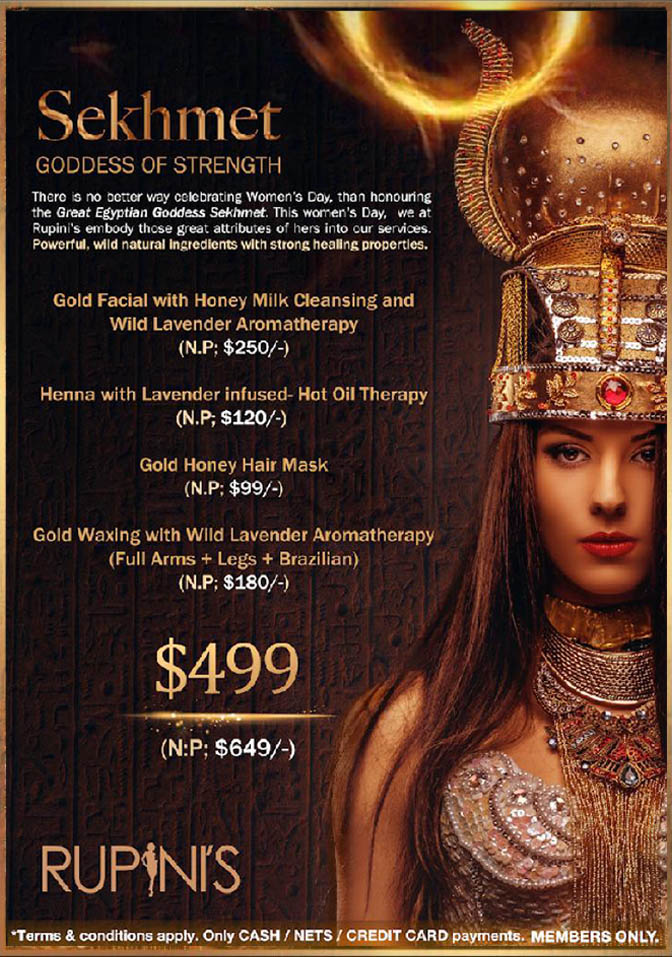 Sekhmet
GODDESS OF STRENGTH
There is no better way celebrating Women's Day, than honouring
the Great Egyptian Goddess Sekhmet. This women's Day, we at
Rupini's embody those great attributes of hers into our services.
Powerful, wild natural ingredients with strong healing properties.
Gold Facial with Honey Milk Cleansing and
Wild Lavender Aromatherapy
(N.P; $250/-)
Henna with Lavender infused- Hot Oil Therapy
(N.P; $120/-)
Gold Honey Hair Mask
(N.P; $99/-)
Gold Waxing with Wild Lavender Aromatherapy
(Full Arms + Legs + Brazilian)
(N.P; $180/-)
$499
(N:P; $649/-)
RUPINI'S
*Terms & conditions apply. Only CASH / NETS / CREDIT CARD payments. MEMBERS ONLY.